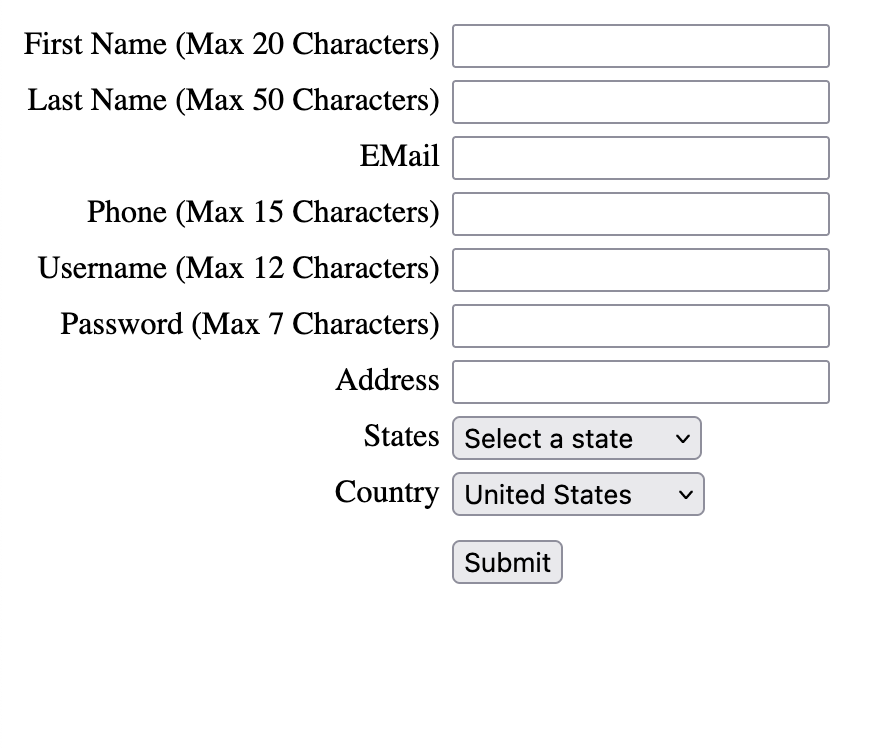 First Name (Max 20 Characters)
Last Name (Max 50 Characters)
EMail
Phone (Max 15 Characters)
Username (Max 12 Characters)
Password (Max 7 Characters)
Address
States Select a state
Country United States
Submit